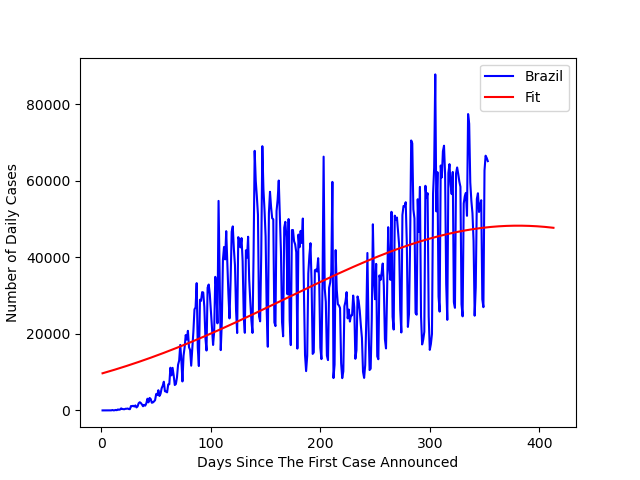 Brazil
Fit
80000
60000
40000
20000
0
Number of Daily Cases
0 100 200 300 400
Days Since The First Case Announced